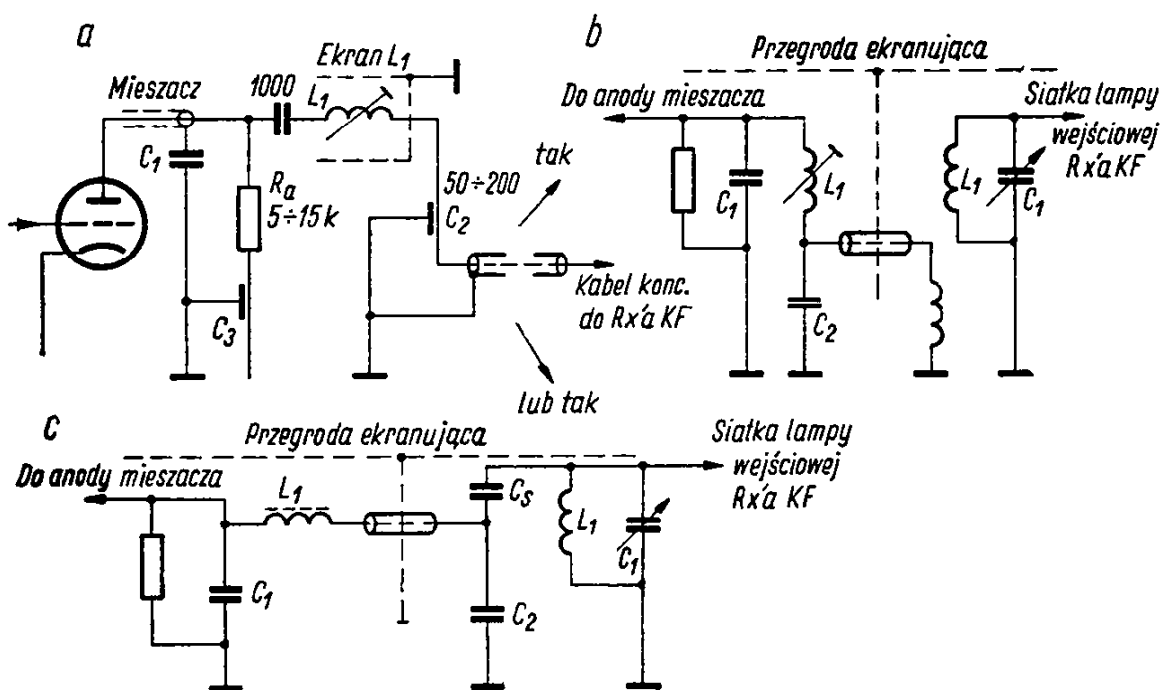 a
Mieszacz
C1
Ra
5÷15k
C3
1000
L1
Ekran L1
50÷200
C2
tak
Kabel konc.
do Rx'a KF
lub tak
b
Przegroda ekranująca
Do anody mieszacza
C1
L1
C2
L1
C1
Siatka lampy
wejściowej
Rx'a KF
c
Przegroda ekranująca
Do anody mieszacza
L1
C1
Cs
C2
L1
C1
Siatka lampy
wejściowej
Rx'a KF